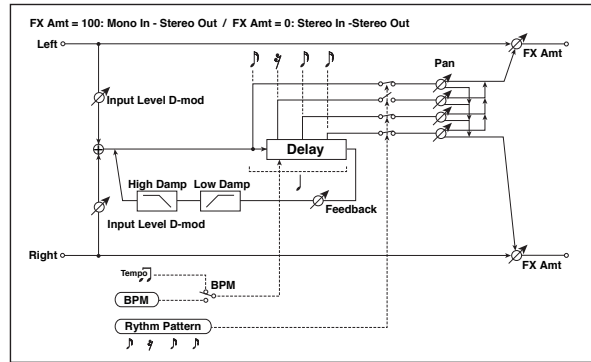 FX Amt = 100: Mono In - Stereo Out / FX Amt = 0: Stereo In -Stereo Out
Left
FX Amt
Pan
Input Level D-mod
Delay
High Damp
Low Damp
Feedback
Input Level D-mod
Right
FX Amt
Tempo
BPM
BPM
Rythm Pattern